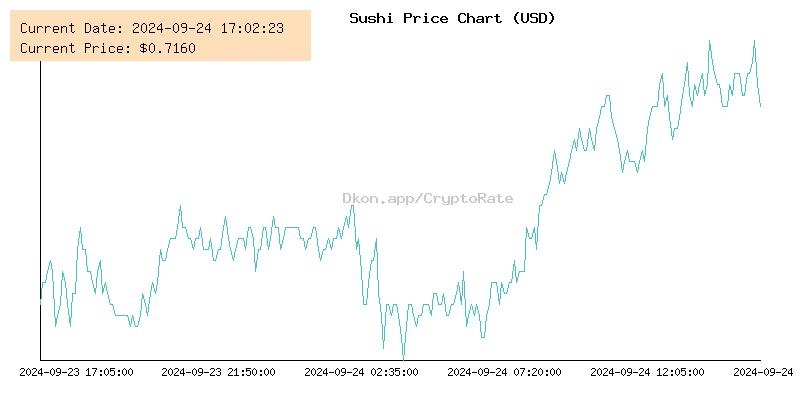 Sushi Price Chart (USD)
Current Date: 2024-09-24 17:02:23
Current Price: $0.7160
Dkon.app/CryptoRate
2024-09-23 17:05:00 2024-09-23 21:50:00 2024-09-24 02:35:00 2024-09-24 07:20:00 2024-09-24 12:05:00 2024-09-24